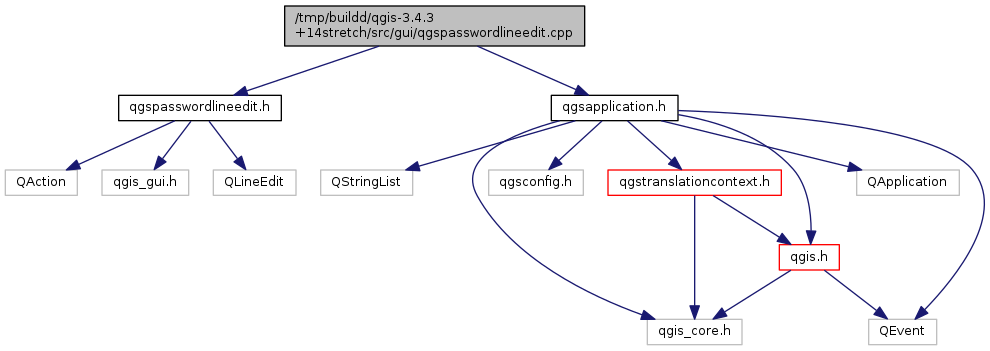 /tmp/buildd/qgis-3.4.3
+14stretch/src/gui/qgspasswordlineedit.cpp
qgspasswordlineedit.h
qgsapplication.h
QAction
qgis_gui.h
QLineEdit
QStringList
qgsconfig.h
qgstranslationcontext.h
QApplication
qgis.h
qgis_core.h
QEvent